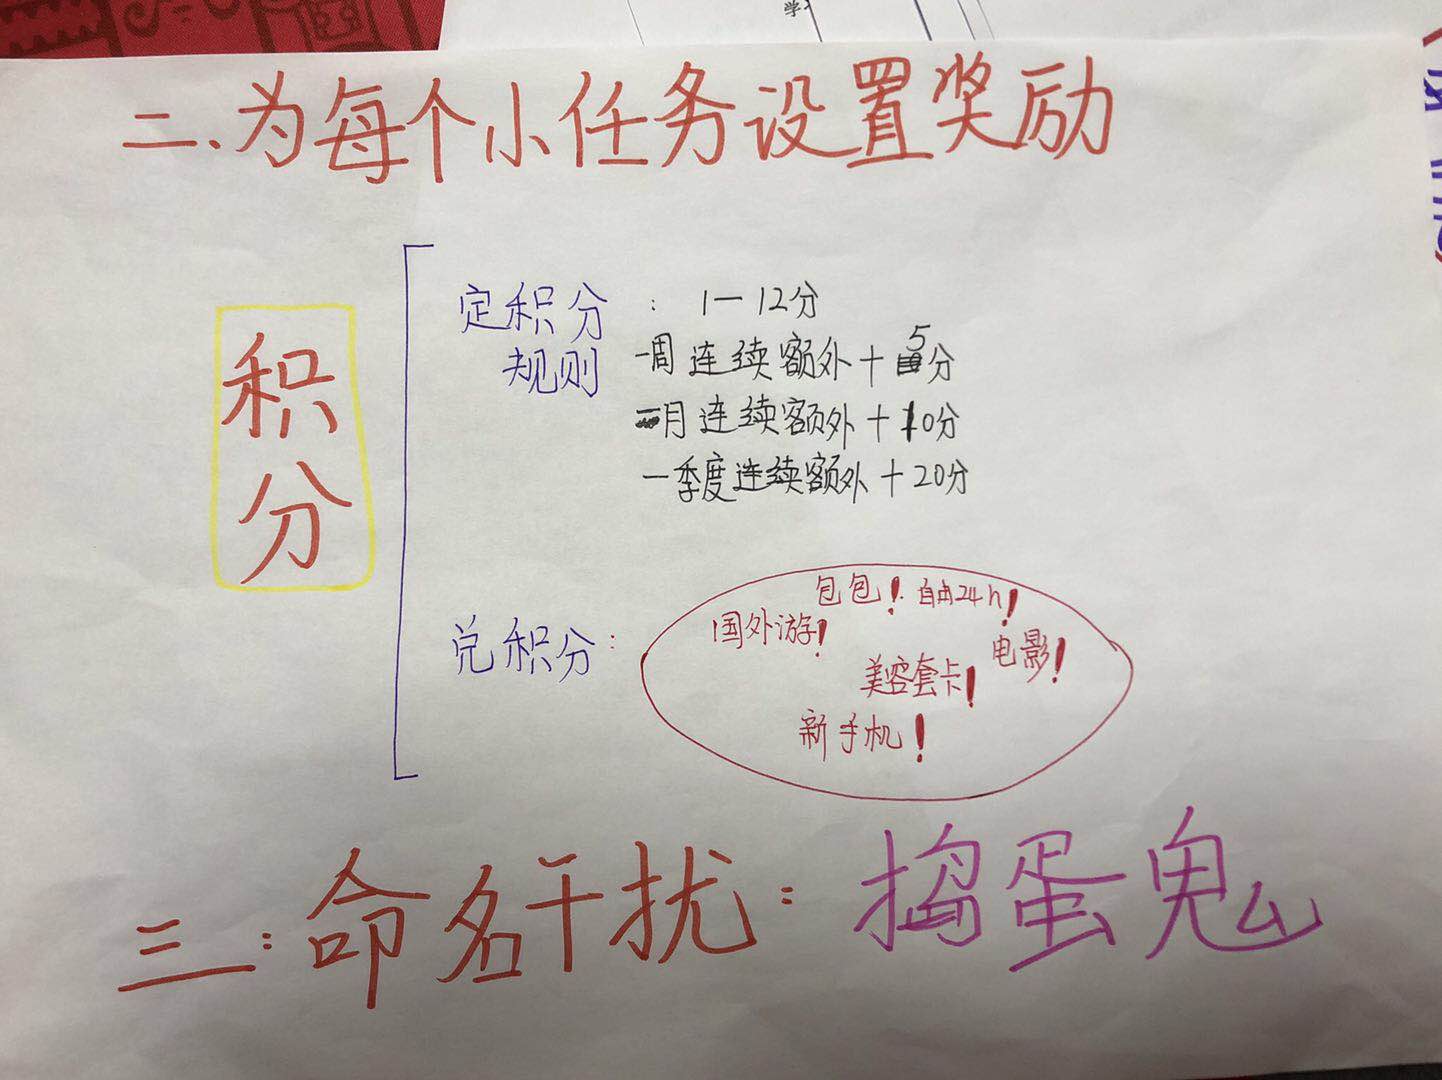 学
二、为每个小任务设置奖励
积分
定积分规则
: 1—12分
一周连续额外+5分
一月连续额外+10分
一季度连续额外+20分
兑积分:
包包!
自由24h!
国外游!
电影!
美容套卡!
新手机!
三:命名干扰:捣蛋鬼